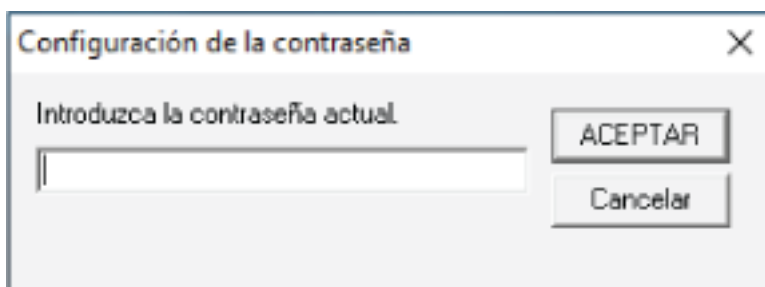 Configuración de la contraseña
Introduzca la contraseña actual.
ACEPTAR
Cancelar